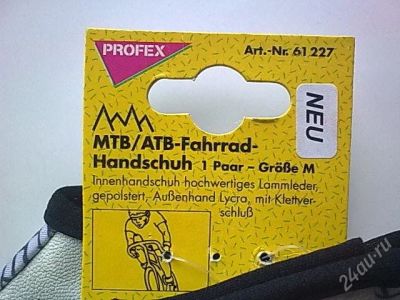 PROFEX
Art.-Nr. 61 227
NEU
MTB/ATB-Fahrrad-
Handschuh 1 Paar – Größe M
Innenhandschuh hochwertiges Lammleder,
gepolstert, Außenhand Lycra, mit Klettver-
schluß
24au.ru